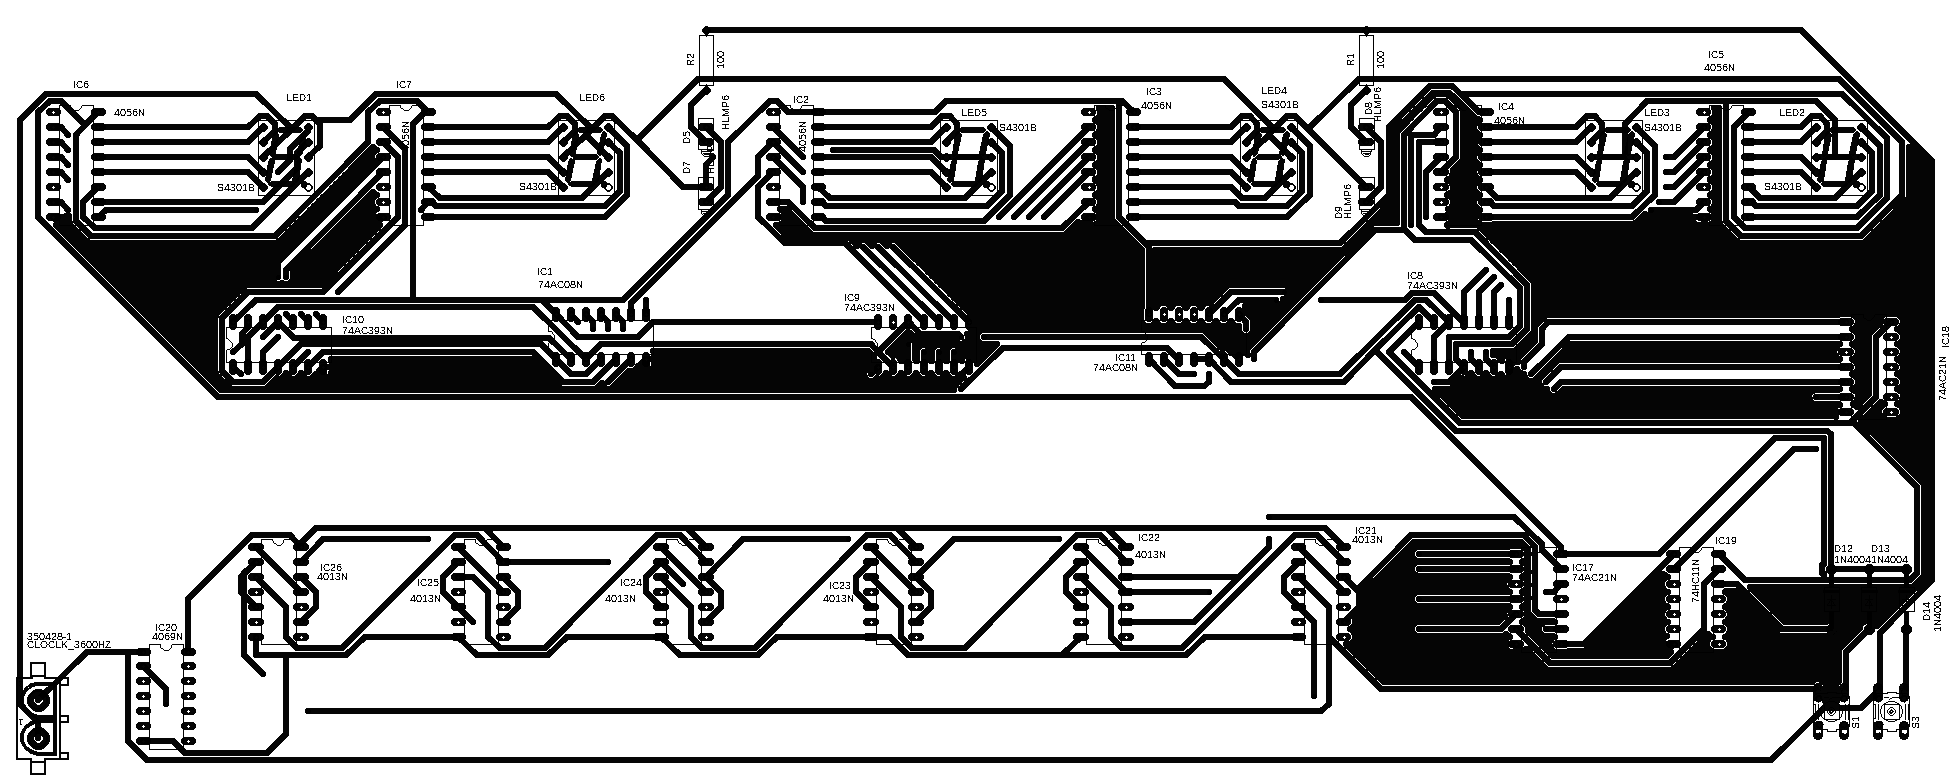 R2
100
R1
100
IC5
4056N
IC6
4056N
LED1
S4301B
IC7
4056N
LED6
S4301B
HLMP6
D5
D7
IC2
4056N
LED5
S4301B
IC3
4056N
LED4
S4301B
D8
HLMP6
D9
HLMP6
IC4
4056N
LED3
S4301B
LED2
S4301B
IC1
74AC08N
IC9
74AC393N
IC8
74AC393N
IC10
74AC393N
IC11
74AC08N
IC18
74AC21N
IC26
4013N
IC25
4013N
IC24
4013N
IC23
4013N
IC22
4013N
IC21
4013N
IC17
74AC21N
IC19
74HC11N
D12
1N4004
D13
1N4004
D14
1N4004
350428-1
CLOCLK_3600HZ
IC20
4069N
1
S1
S3